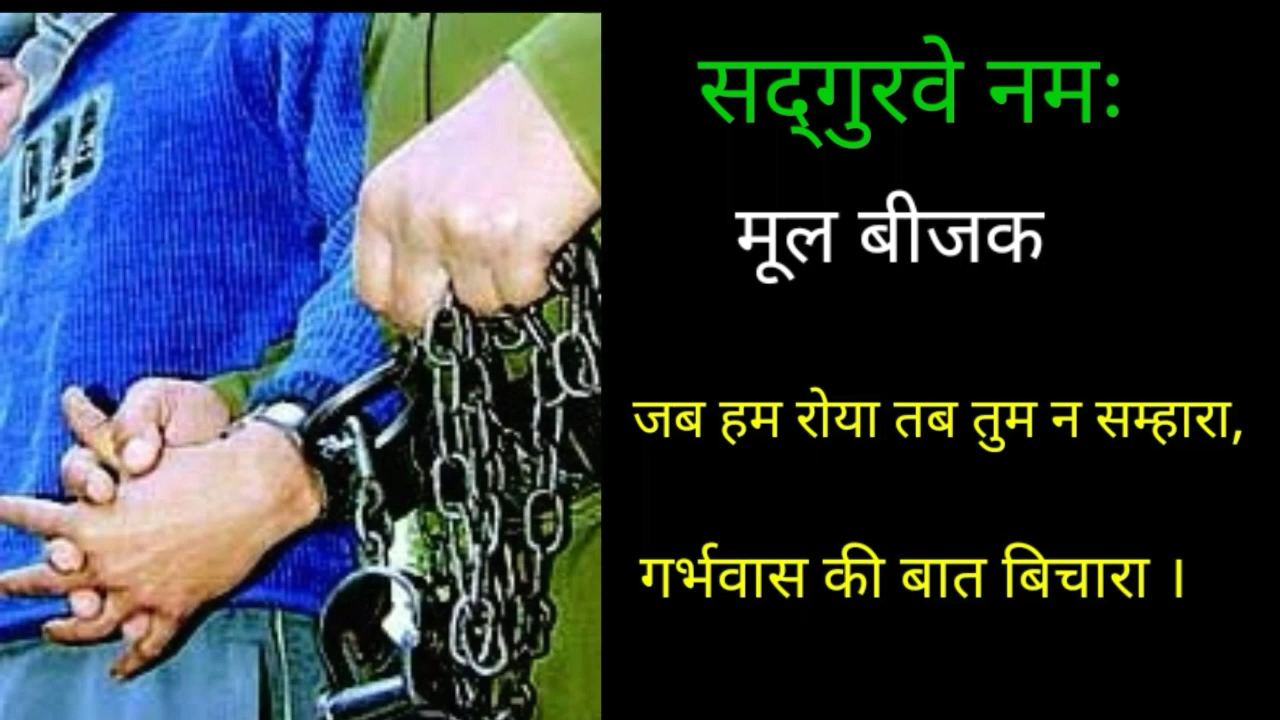 सद्‌गुरवे नमः
मूल बीजक
जब हम रोया तब तुम न सम्हारा,
गर्भवास की बात बिचारा ।